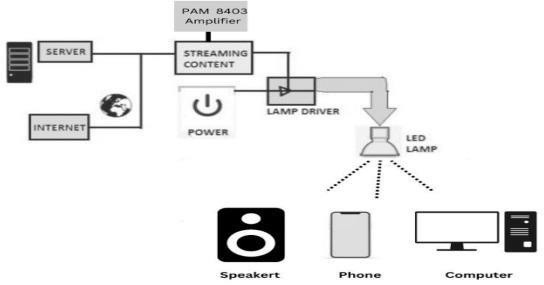 PAM 8403
Amplifier
SERVER
STREAMING
CONTENT
INTERNET
POWER
LAMP DRIVER
LED
LAMP
Speakert
Phone
Computer